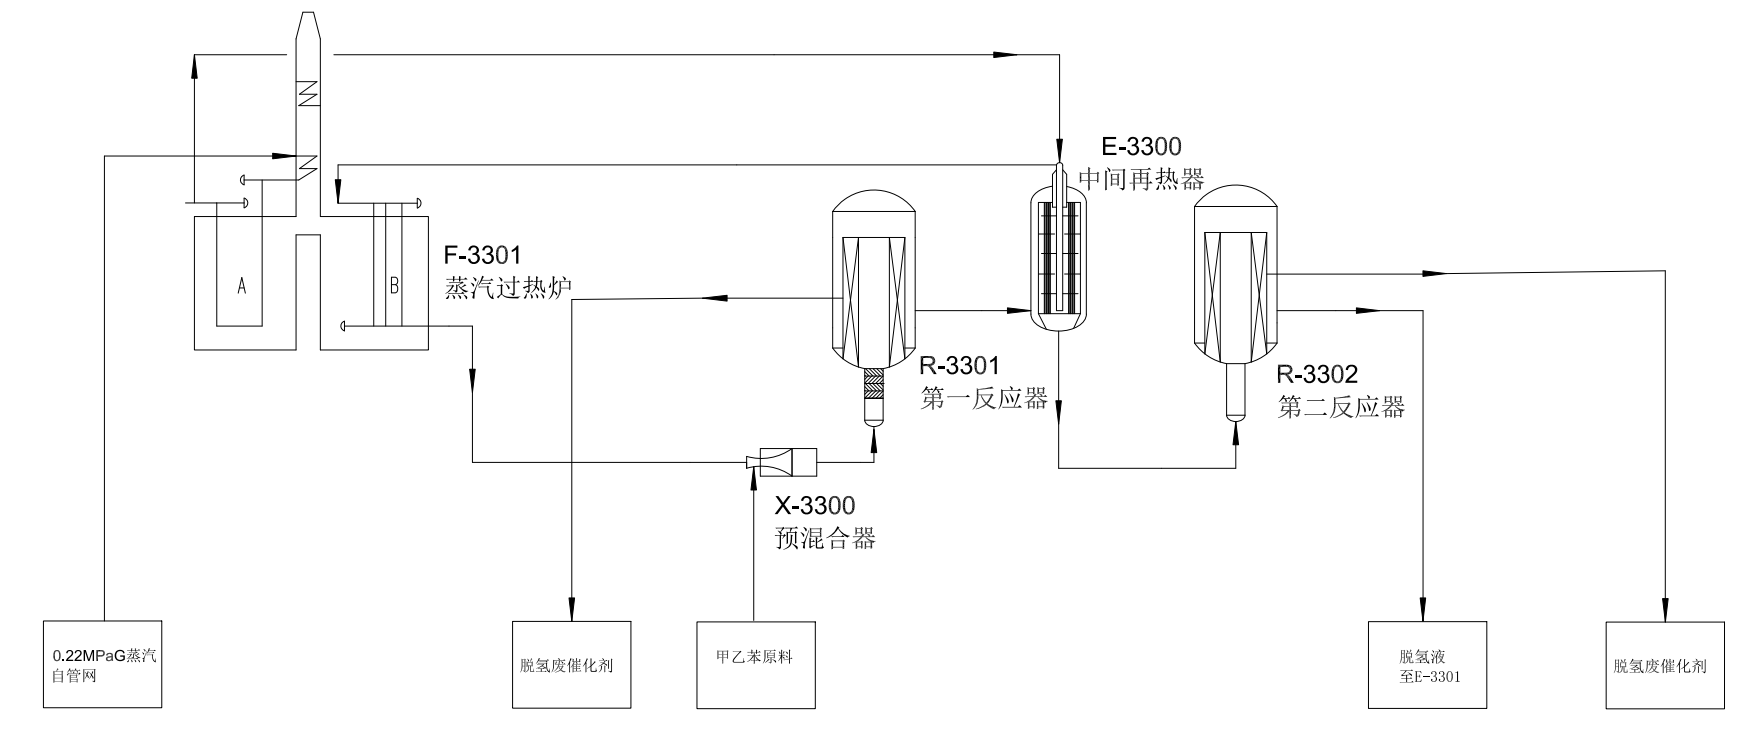 E-3300
中间再热器
F-3301
蒸汽过热炉
A
B
R-3301
第一反应器
R-3302
第二反应器
X-3300
预混合器
0.22MPaG蒸汽
自管网
脱氢废催化剂
甲乙苯原料
脱氢液
至E-3301
脱氢废催化剂